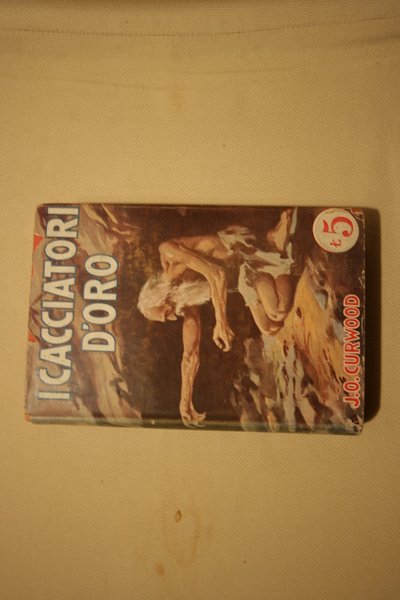 I CACCIATORI
D'ORO
£5
J.O. CURWOOD